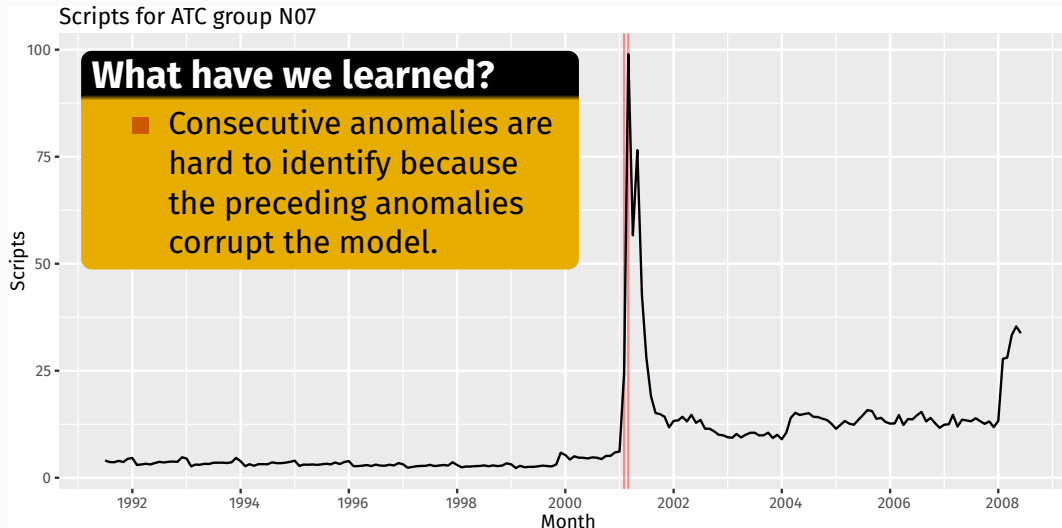 Scripts for ATC group N07
What have we learned?
Consecutive anomalies are
hard to identify because
the preceding anomalies
corrupt the model.
Scripts
100
75
50
25
0
1992 1994 1996 1998 2000 2002 2004 2006 2008
Month